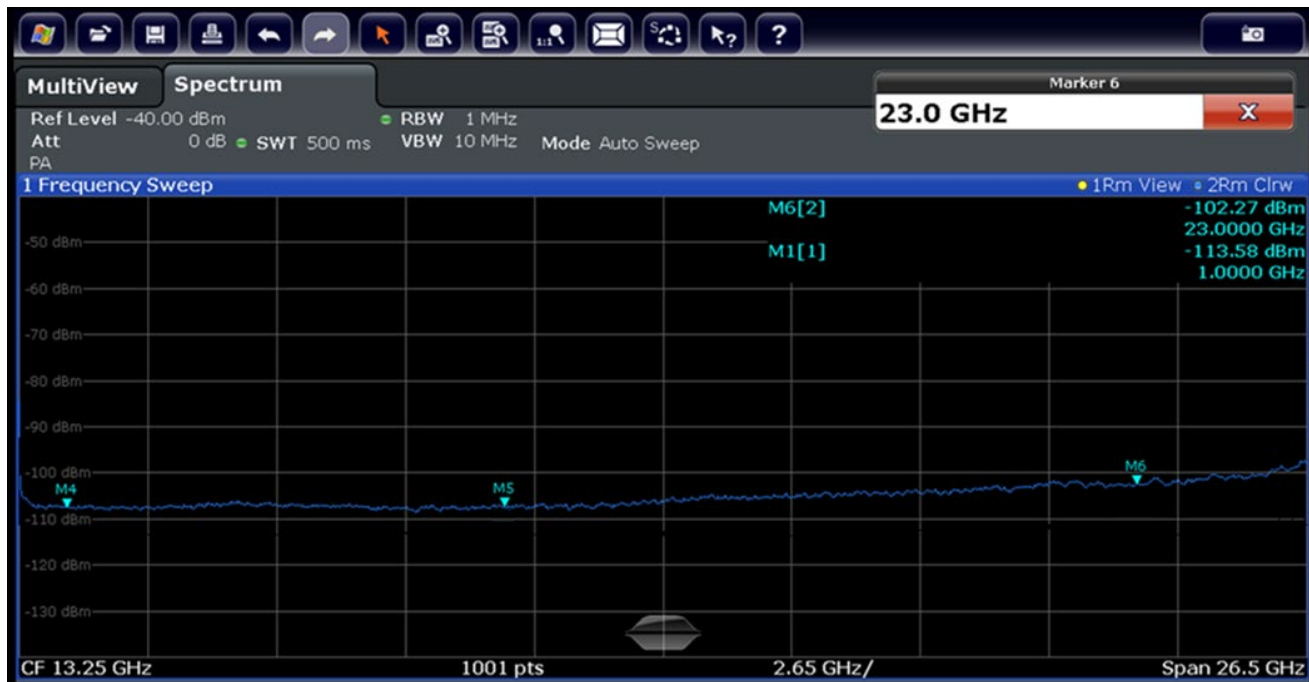 1:1
S
?
?
MultiView Spectrum
Marker 6
23.0 GHz X
Ref Level -40.00 dBm RBW 1 MHz
Att 0 dB SWT 500 ms VBW 10 MHz Mode Auto Sweep
PA
1 Frequency Sweep 1Rm View 2Rm Clrw
M6[2] -102.27 dBm
23.0000 GHz
M1[1] -113.58 dBm
1.0000 GHz
-50 dBm
-60 dBm
-70 dBm
-80 dBm
-90 dBm
-100 dBm
M6
M4 M5
-110 dBm
-120 dBm
-130 dBm
CF 13.25 GHz 1001 pts 2.65 GHz/ Span 26.5 GHz